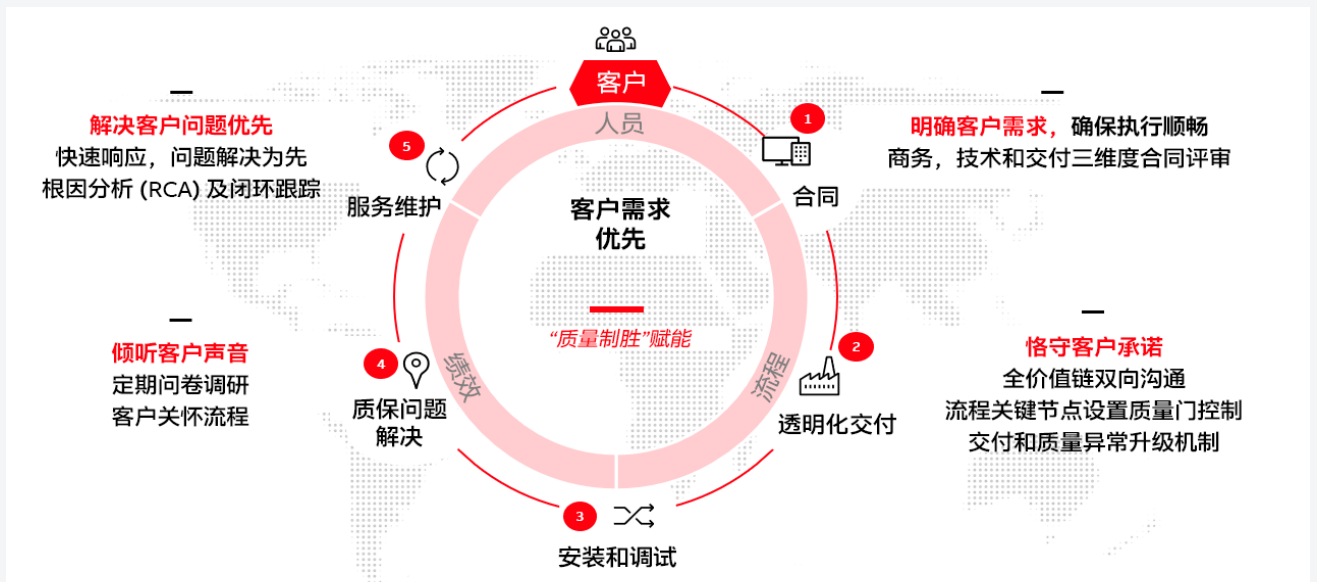 客户
人员
1
明确客户需求，确保执行顺畅
商务，技术和交付三维度合同评审
合同
解决客户问题优先
快速响应，问题解决为先
根因分析 (RCA) 及闭环跟踪
5
服务维护
客户需求
优先
“质量制胜”赋能
倾听客户声音
定期问卷调研
客户关怀流程
4
质保问题
解决
绩效
流程
2
透明化交付
恪守客户承诺
全价值链双向沟通
流程关键节点设置质量门控制
交付和质量异常升级机制
3
安装和调试